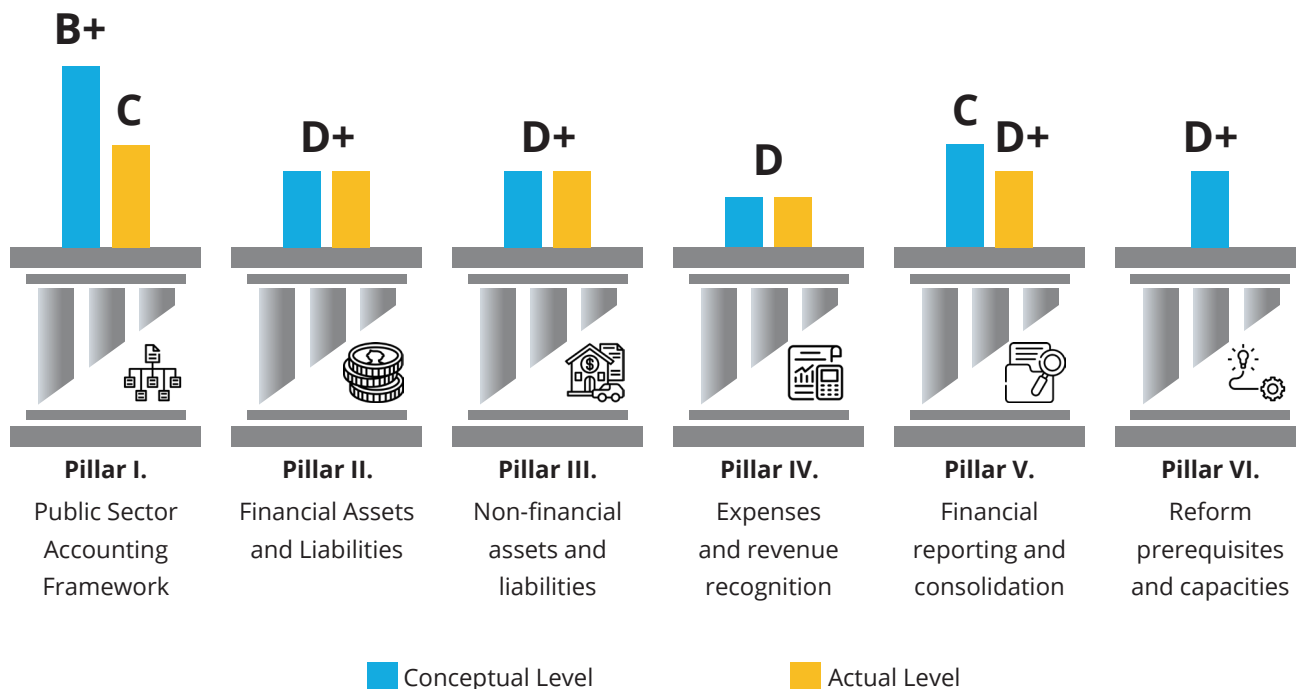 B+
C
D+
D+
D
C
D+
D+
Pillar I.
Public Sector
Accounting
Framework
Pillar II.
Financial Assets
and Liabilities
$
Pillar III.
Non-financial
assets and
liabilities
Pillar IV.
Expenses
and revenue
recognition
Pillar V.
Financial
reporting and
consolidation
Pillar VI.
Reform
prerequisites
and capacities
Conceptual Level
Actual Level